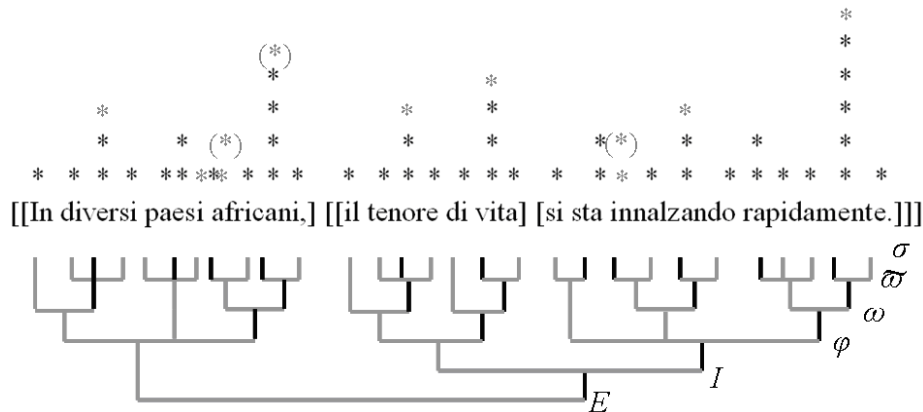 [[In diversi paesi africani,] [[il tenore di vita] [si sta innalzando rapidamente.]]]
σ
ϖ
ω
φ
I
E